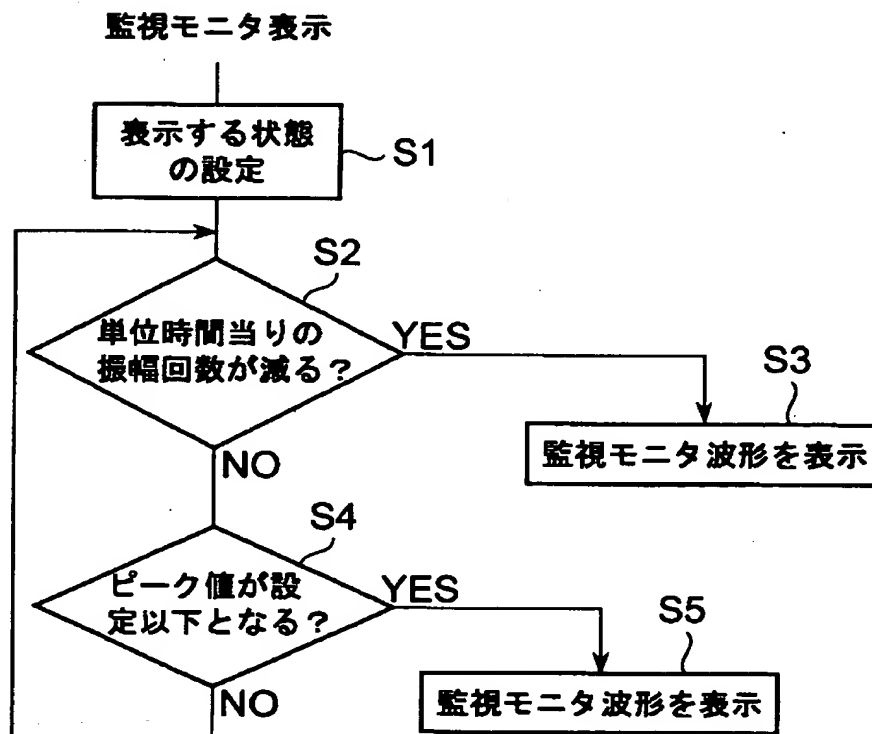 監視モニタ表示
表示する状態
の設定
S1
S2
単位時間当りの
振幅回数が減る？
YES
S3
監視モニタ波形を表示
NO
S4
ピーク値が設
定以下となる？
YES
S5
監視モニタ波形を表示
NO